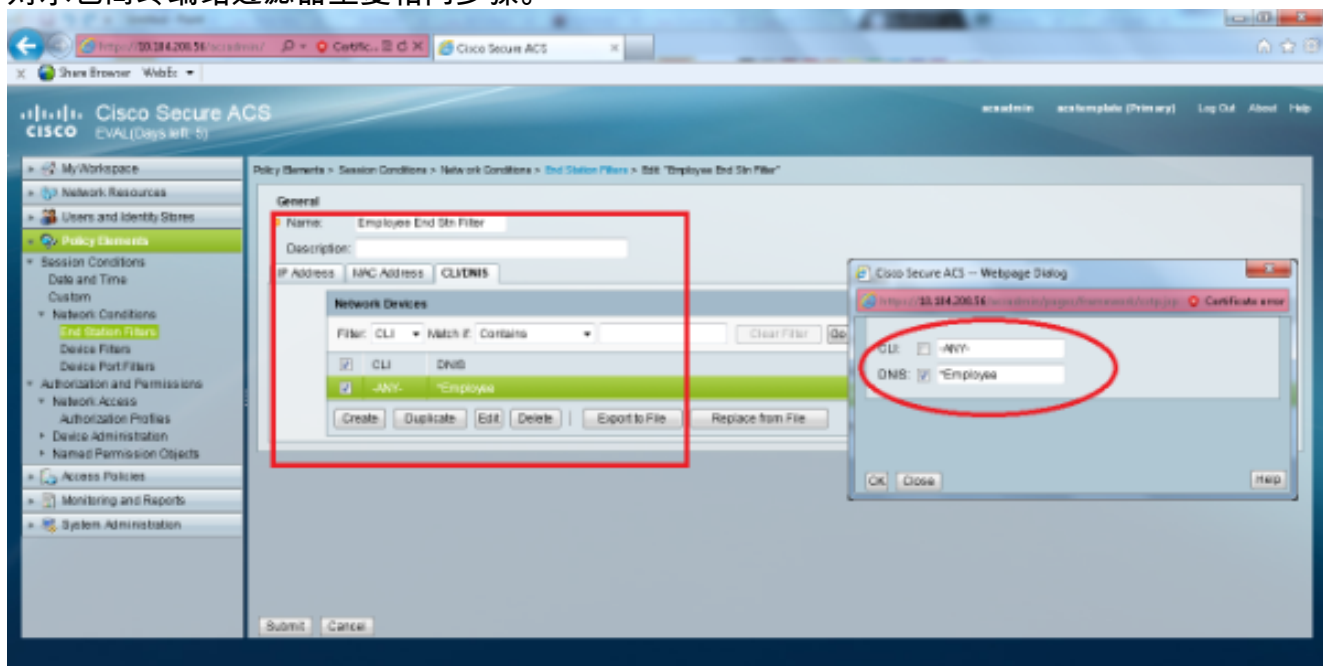 Certific...
Cisco Secure ACS
Share Browser WebEx
Cisco Secure ACS
CISCO EVAL(Days left: 5)
acsadmin acstemplate (Primary) Log Out About Help
My Workspace
Network Resources
Users and Identity Stores
Policy Elements
Session Conditions
Date and Time
Custom
Network Conditions
End Station Filters
Device Filters
Device Port Filters
Authorization and Permissions
Network Access
Authorization Profiles
Device Administration
Named Permission Objects
Access Policies
Monitoring and Reports
System Administration
Policy Elements > Session Conditions > Network Conditions > End Station Filters > Edit "Employee End Stn Filter"
General
Name: Employee End Stn Filter
Description:
IP Address MAC Address CLI/DNIS
Network Devices
Filter: CLI Match if: Contains Clear Filter Go
CLI DNIS
-ANY- *Employee
Create Duplicate Edit Delete | Export to File Replace from File
Submit Cancel
Cisco Secure ACS -- Webpage Dialog
Certificate error
CLI: -ANY-
DNIS: *Employee
OK Close Help